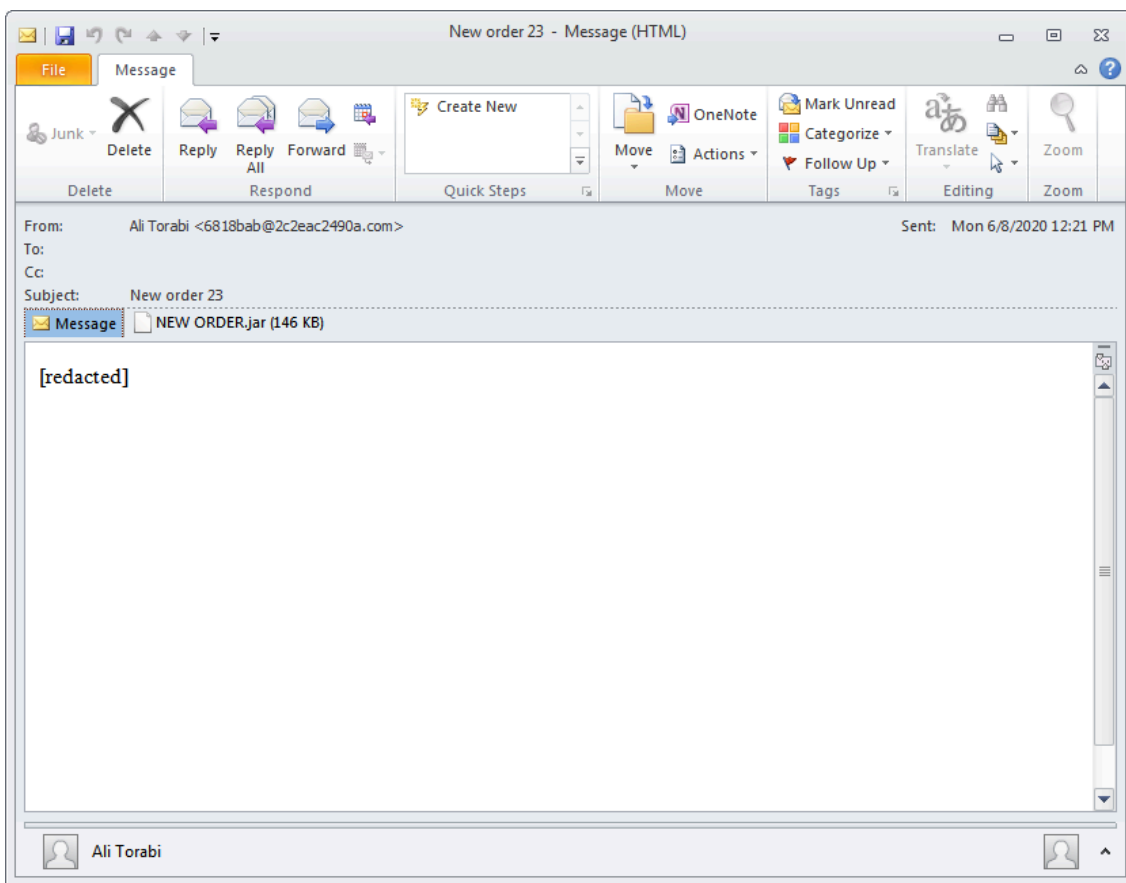 New order 23 - Message (HTML)
File Message
Junk Delete Reply Reply All Forward Create New Move OneNote Actions Mark Unread Categorize Follow Up Translate Zoom
Delete Respond Quick Steps Move Tags Editing Zoom
From: Ali Torabi <6818bab@2c2eac2490a.com> Sent: Mon 6/8/2020 12:21 PM
To:
Cc:
Subject: New order 23
Message NEW ORDER.jar (146 KB)
[redacted]
Ali Torabi